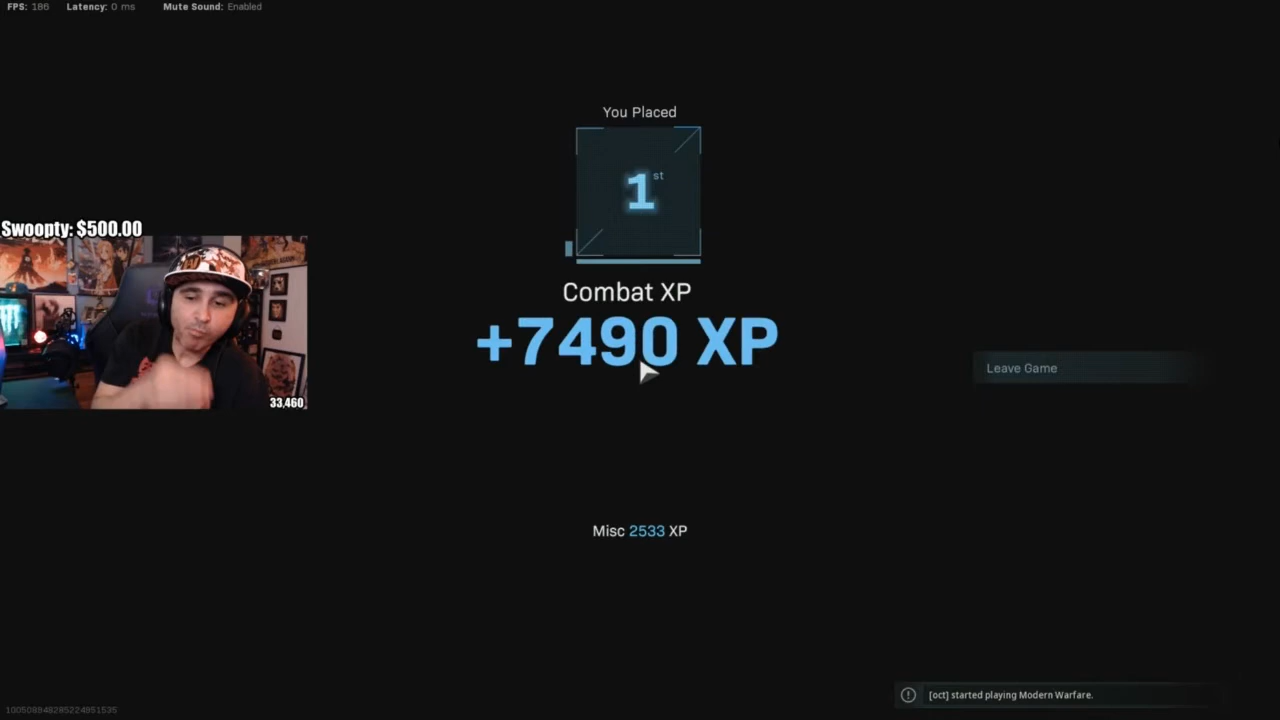 FPS: 186 Latency: 0 ms Mute Sound: Enabled
You Placed
1st
Swoopty: $500.00
Combat XP
+7490 XP
Leave Game
33,460
Misc 2533 XP
[oct] started playing Modern Warfare.